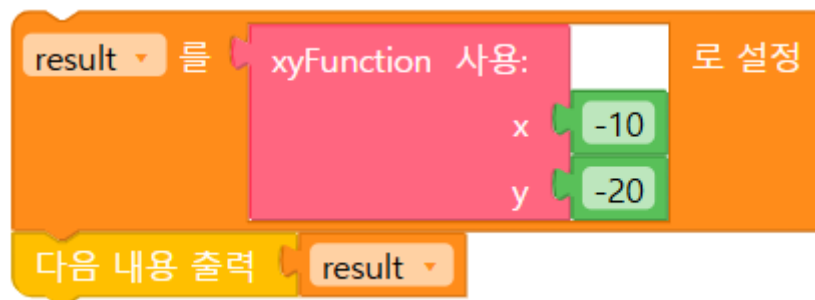 result 를 xyFunction 사용: 로 설정
x -10
y -20
다음 내용 출력 result